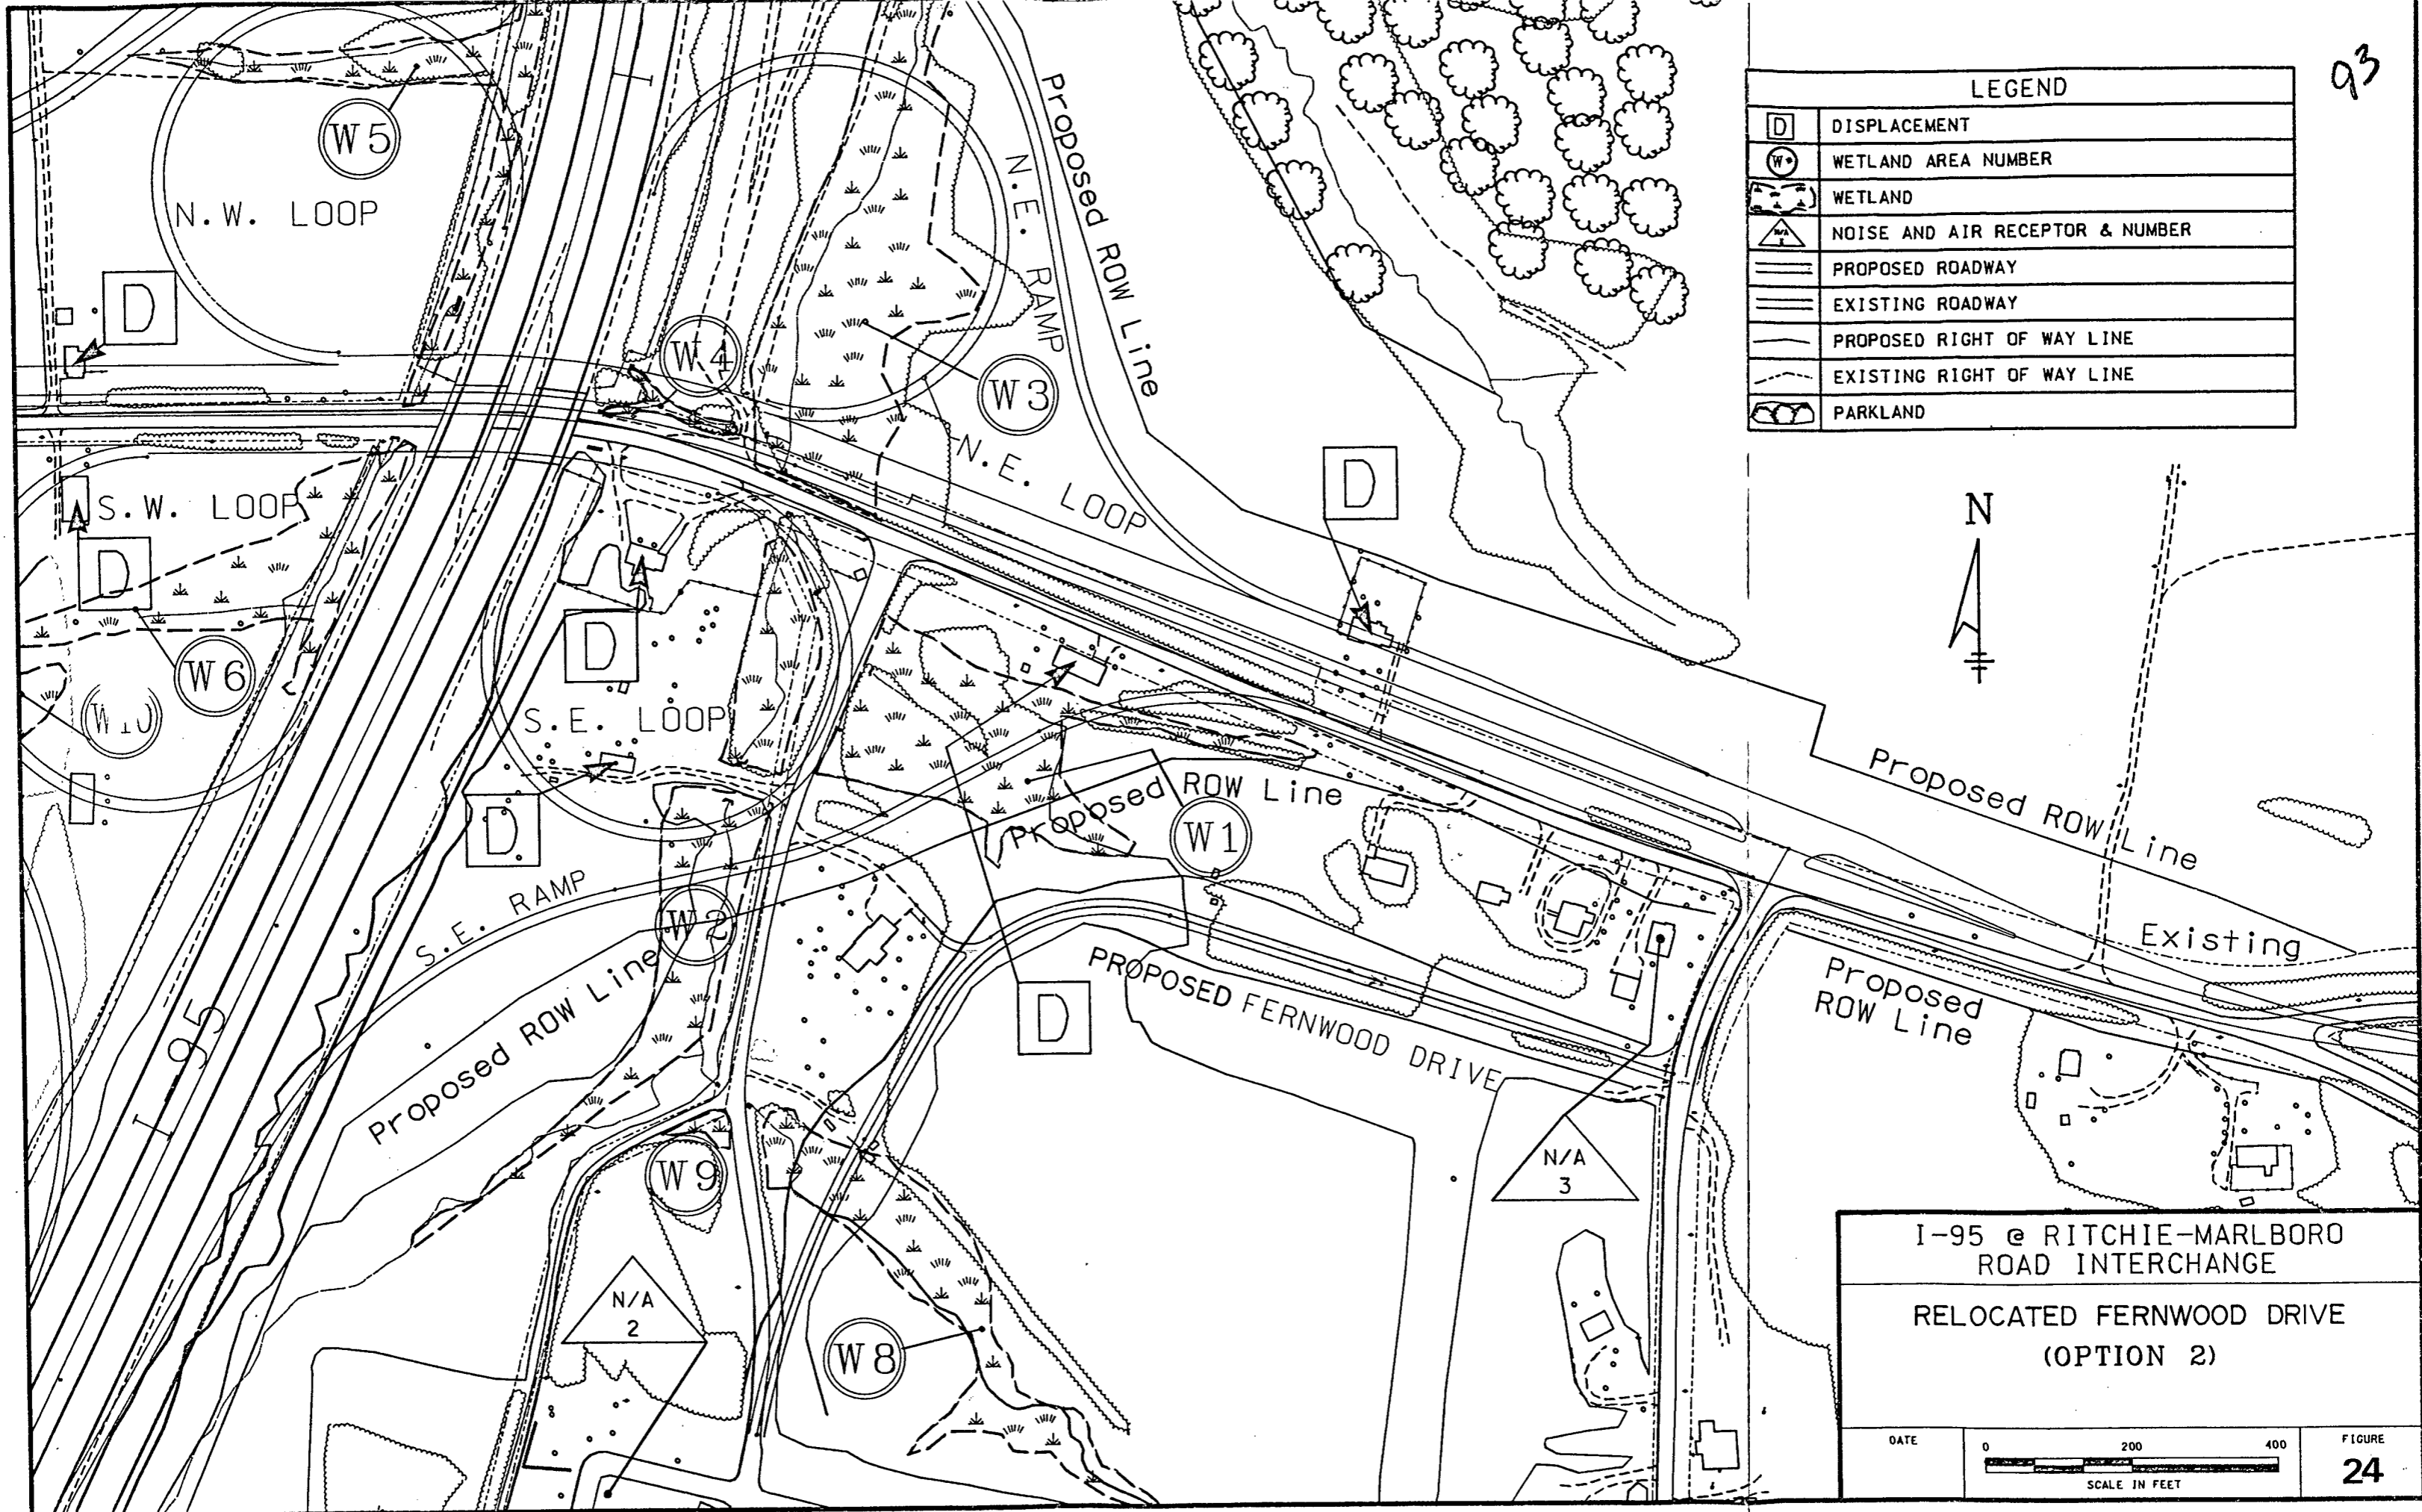 93
LEGEND
D DISPLACEMENT
W WETLAND AREA NUMBER
WETLAND
N/A NOISE AND AIR RECEPTOR & NUMBER
PROPOSED ROADWAY
EXISTING ROADWAY
PROPOSED RIGHT OF WAY LINE
EXISTING RIGHT OF WAY LINE
PARKLAND
W5
N.W. LOOP
D
I
Proposed ROW Line
N.E. RAMP
W4
W3
N.E. LOOP
D
N
S.W. LOOP
D
W6
W10
D
S.E. LOOP
D
S.E. RAMP
W2
Proposed ROW Line
W1
Proposed ROW Line
D
PROPOSED FERNWOOD DRIVE
Proposed ROW Line
Existing
Proposed
ROW Line
I-95
W9
N/A
2
W8
N/A
3
I-95 @ RITCHIE-MARLBORO
ROAD INTERCHANGE
RELOCATED FERNWOOD DRIVE
(OPTION 2)
DATE
0 200 400
SCALE IN FEET
FIGURE
24